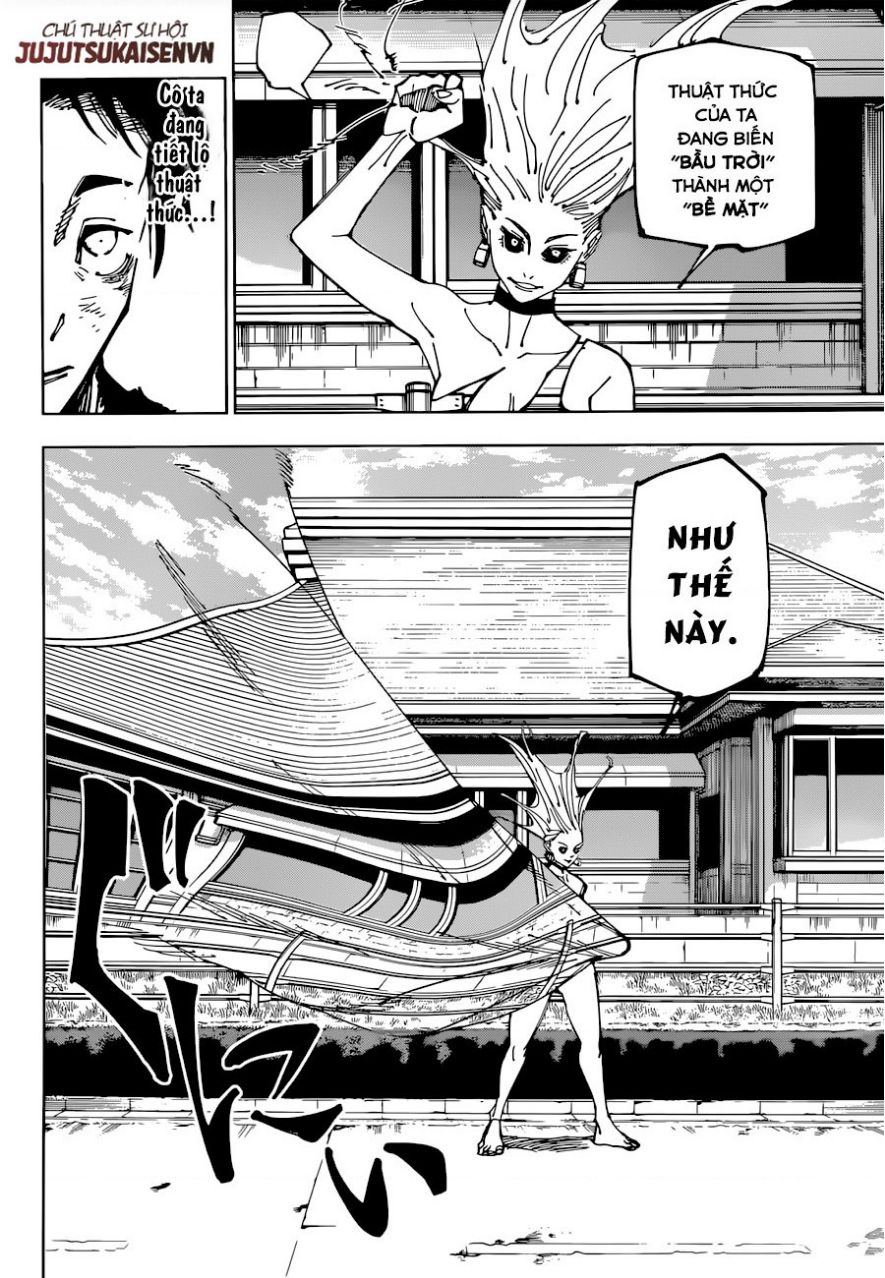 CHÚ THUẬT SƯ HỒI
JUJUTSUKAISENVN
THUẬT THỨC
CỦA TA
ĐANG BIẾN
"BẦU TRỜI"
THÀNH MỘT
"BỀ MẶT"
Cô ta
đang
tiết lộ
thuật
thức...!
NHƯ
THẾ
NÀY.